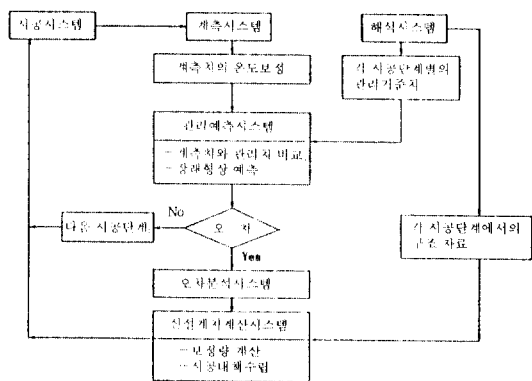 시공시스템
계측시스템
해석시스템
계측치의 온도보정
각 시공단계별의
관리기준치
관리예측시스템
- 계측치와 관리치 비교
- 장래형상 예측
No
다음 시공단계
오 차
각 시공단계에서의
구조 자료
Yes
오차분석시스템
신설계치계산시스템
- 보정량 계산
- 시공대책수립